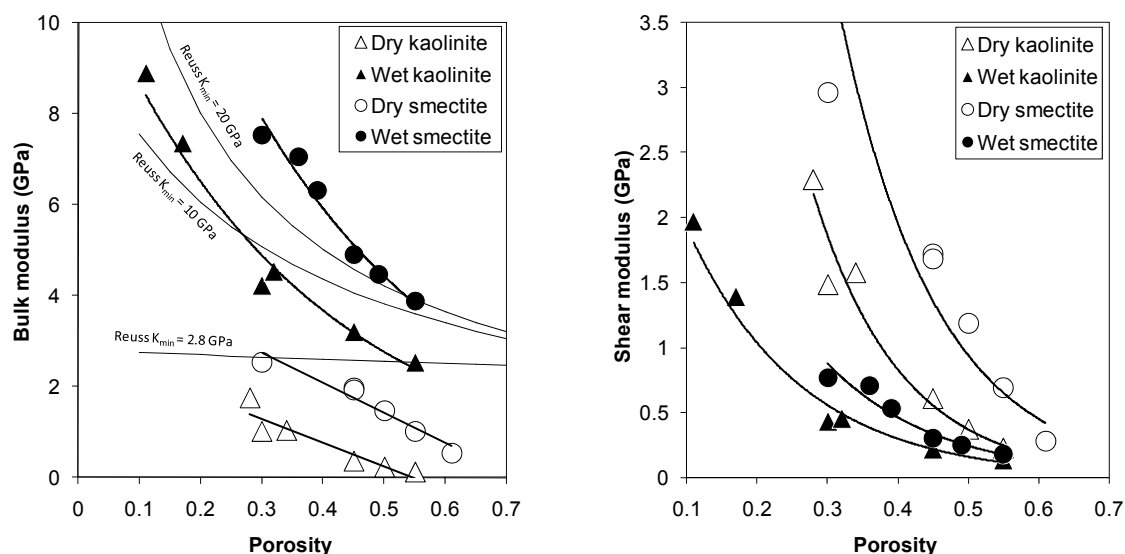 10
8
6
4
2
0
Bulk modulus (GPa)
Dry kaolinite
Wet kaolinite
Dry smectite
Wet smectite
Reuss Kmin = 20 GPa
Reuss Kmin = 10 GPa
Reuss Kmin = 2.8 GPa
0 0.1 0.2 0.3 0.4 0.5 0.6 0.7
Porosity
3.5
3
2.5
2
1.5
1
0.5
0
Shear modulus (GPa)
Dry kaolinite
Wet kaolinite
Dry smectite
Wet smectite
0.1 0.2 0.3 0.4 0.5 0.6 0.7
Porosity